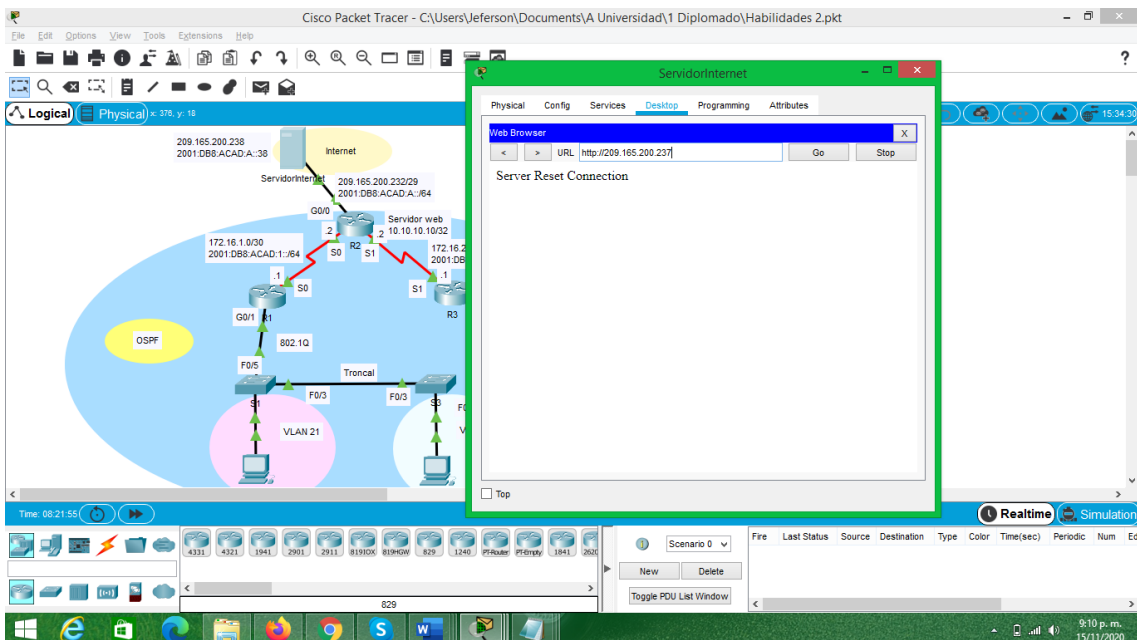 Cisco Packet Tracer - C:\Users\Jeferson\Documents\A Universidad\1 Diplomado\Habilidades 2.pkt
File Edit Options View Tools Extensions Help
?
Logical Physical x: 376, y: 18
15:34:30
209.165.200.238
2001:DB8:ACAD:A::38
Internet
ServidorInternet
209.165.200.232/29
2001:DB8:ACAD:A::/64
G0/0
Servidor web
10.10.10.10/32
.2
.2
R2
S0
S1
172.16.1.0/30
2001:DB8:ACAD:1::/64
172.16.2
2001:DB
.1
S0
S1
.1
G0/1
R1
R3
OSPF
802.1Q
F0/5
Troncal
F0/3
F0/3
S1
S3
VLAN 21
ServidorInternet
Physical Config Services Desktop Programming Attributes
Web Browser
X
< > URL http://209.165.200.237 Go Stop
Server Reset Connection
Top
Time: 08:21:55
Realtime Simulation
4331 4321 1941 2901 2911 819IOX 819HGW 829 1240 PT-Router PT-Empty 1841 2620
829
Scenario 0
New Delete
Toggle PDU List Window
Fire Last Status Source Destination Type Color Time(sec) Periodic Num Ed
9:10 p. m.
15/11/2020